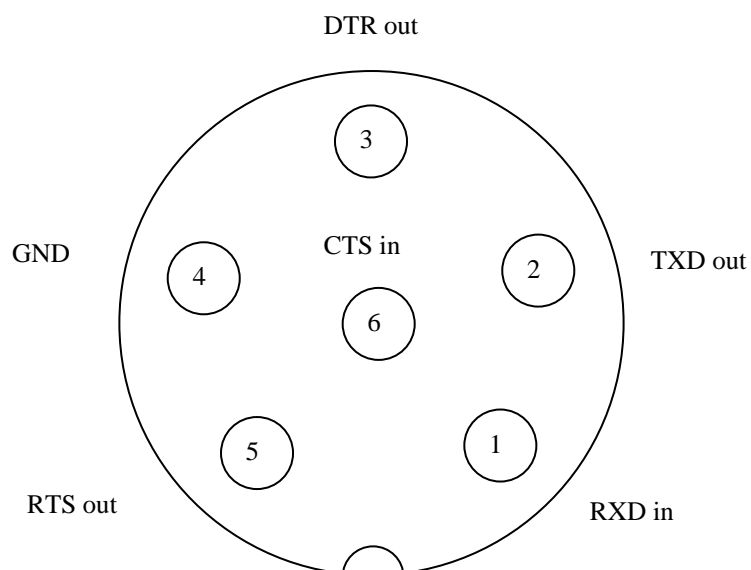 DTR out
3
GND
CTS in
TXD out
4
2
6
5
1
RTS out
RXD in